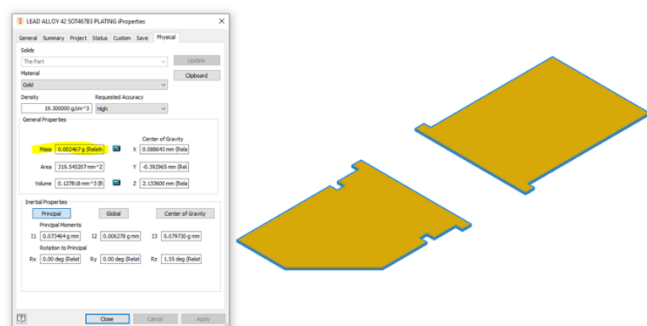 LEAD ALLOY 42 SOT467B3 PLATING iProperties
General Summary Project Status Custom Save Physical
Solids
The Part
Update
Material
Clipboard
Gold
Density Requested Accuracy
19.300000 g/cm^3 High
General Properties
Center of Gravity
Mass 0.002467 g (Relativ X 0.088643 mm (Rela
Area 319.545207 mm^2 Y -0.392965 mm (Rel
Volume 0.127818 mm^3 (R Z 2.133600 mm (Rela
Inertial Properties
Principal Global Center of Gravity
Principal Moments
I1 0.073464 g mm I2 0.006278 g mm I3 0.079730 g mm
Rotation to Principal
Rx 0.00 deg (Relat Ry 0.00 deg (Relat Rz 1.55 deg (Relat
Close Cancel Apply